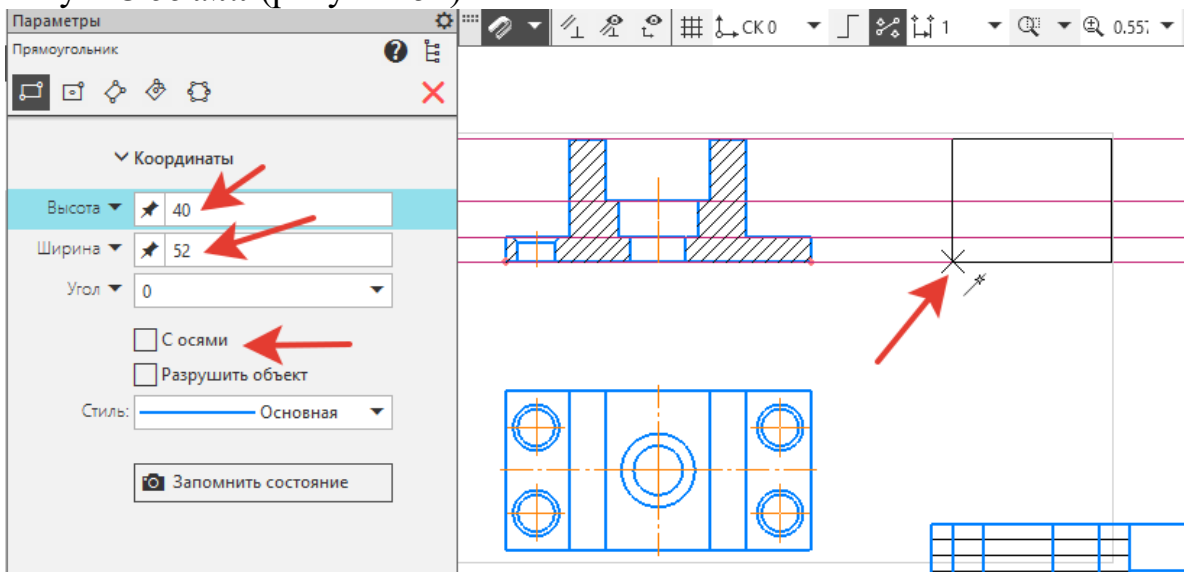 Параметры
СК 0
1
0.557
Прямоугольник
Координаты
Высота 40
Ширина 52
Угол 0
С осями
Разрушить объект
Стиль: Основная
Запомнить состояние